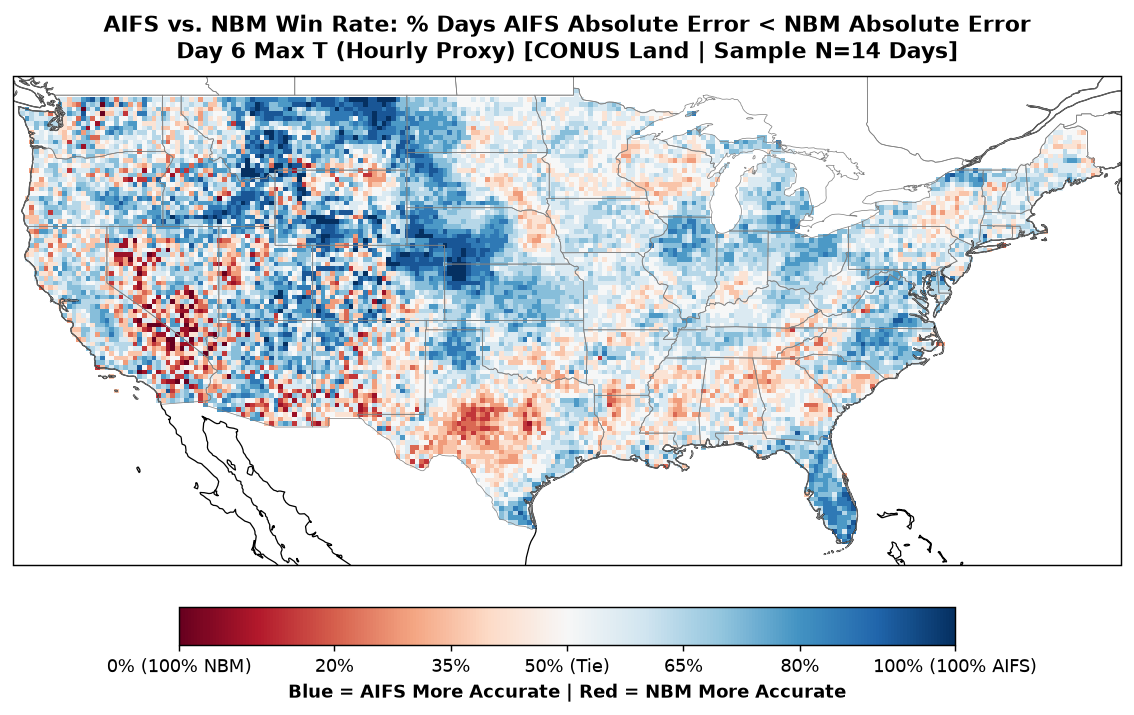 AIFS vs. NBM Win Rate: % Days AIFS Absolute Error < NBM Absolute Error
Day 6 Max T (Hourly Proxy) [CONUS Land | Sample N=14 Days]
0% (100% NBM) 20% 35% 50% (Tie) 65% 80% 100% (100% AIFS)
Blue = AIFS More Accurate | Red = NBM More Accurate